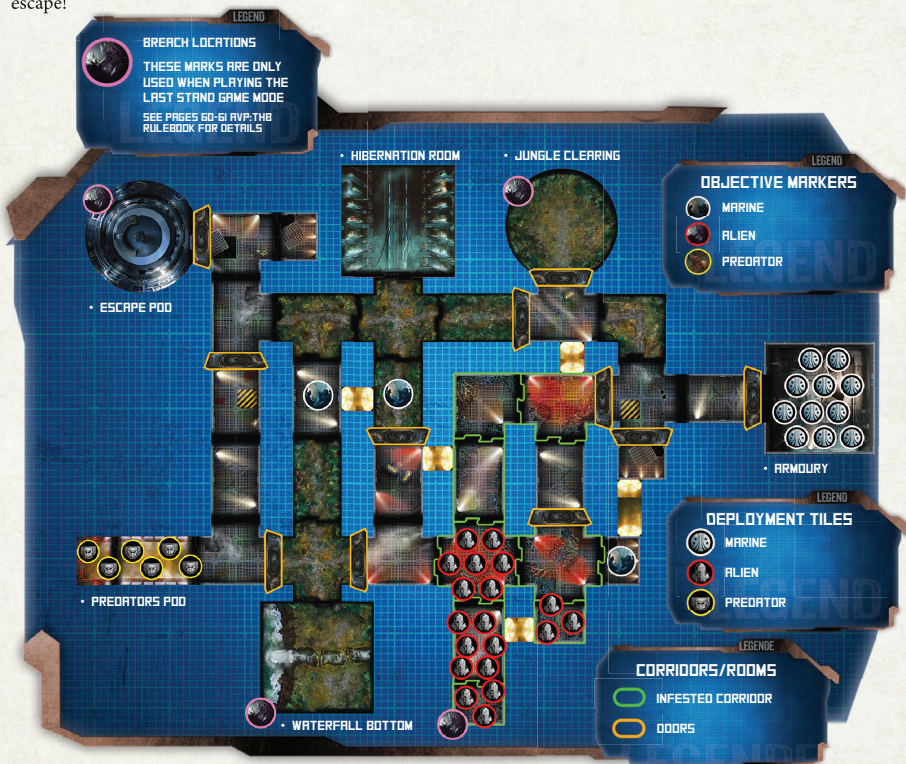 escape!
LEGEND
BREACH LOCATIONS
THESE MARKS ARE ONLY
USED WHEN PLAYING THE
LAST STAND GAME MODE
SEE PAGES 60-61 AVP:THB
RULEBOOK FOR DETAILS
• HIBERNATION ROOM
• JUNGLE CLEARING
LEGEND
OBJECTIVE MARKERS
MARINE
ALIEN
PREDATOR
• ESCAPE POD
• ARMOURY
LEGEND
DEPLOYMENT TILES
MARINE
ALIEN
PREDATOR
• PREDATORS POD
• WATERFALL BOTTOM
LEGENDE
CORRIDORS/ROOMS
INFESTED CORRIDOR
DOORS